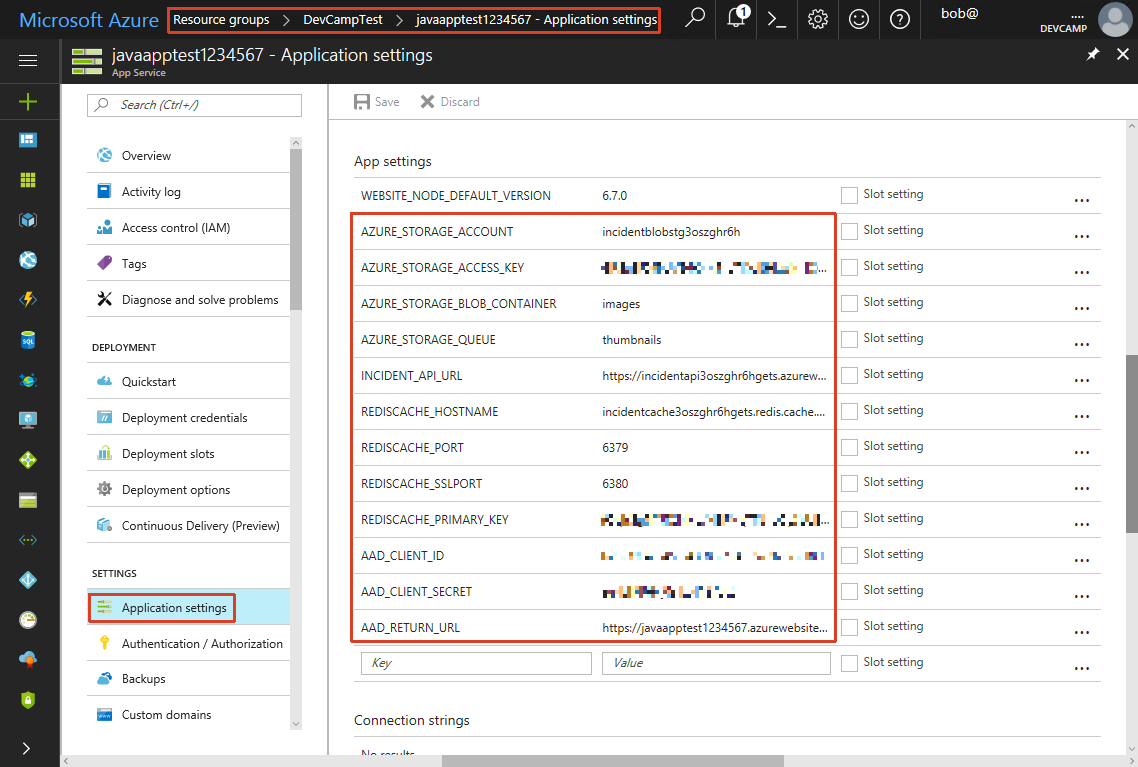 Microsoft Azure Resource groups > DevCampTest > javaapptest1234567 - Application settings 1 bob@ ....
DEVCAMP
javaapptest1234567 - Application settings
App Service
Search (Ctrl+/)
Overview
Activity log
Access control (IAM)
Tags
Diagnose and solve problems
DEPLOYMENT
Quickstart
Deployment credentials
Deployment slots
Deployment options
Continuous Delivery (Preview)
SETTINGS
Application settings
Authentication / Authorization
Backups
Custom domains
Save Discard
App settings
WEBSITE_NODE_DEFAULT_VERSION 6.7.0 Slot setting ...
AZURE_STORAGE_ACCOUNT incidentblobstg3oszghr6h Slot setting ...
AZURE_STORAGE_ACCESS_KEY ... Slot setting ...
AZURE_STORAGE_BLOB_CONTAINER images Slot setting ...
AZURE_STORAGE_QUEUE thumbnails Slot setting ...
INCIDENT_API_URL https://incidentapi3oszghr6hgets.azurew... Slot setting ...
REDISCACHE_HOSTNAME incidentcache3oszghr6hgets.redis.cache.... Slot setting ...
REDISCACHE_PORT 6379 Slot setting ...
REDISCACHE_SSLPORT 6380 Slot setting ...
REDISCACHE_PRIMARY_KEY ... Slot setting ...
AAD_CLIENT_ID Slot setting ...
AAD_CLIENT_SECRET Slot setting ...
AAD_RETURN_URL https://javaapptest1234567.azurewebsite... Slot setting ...
Key Value Slot setting ...
Connection strings
No results